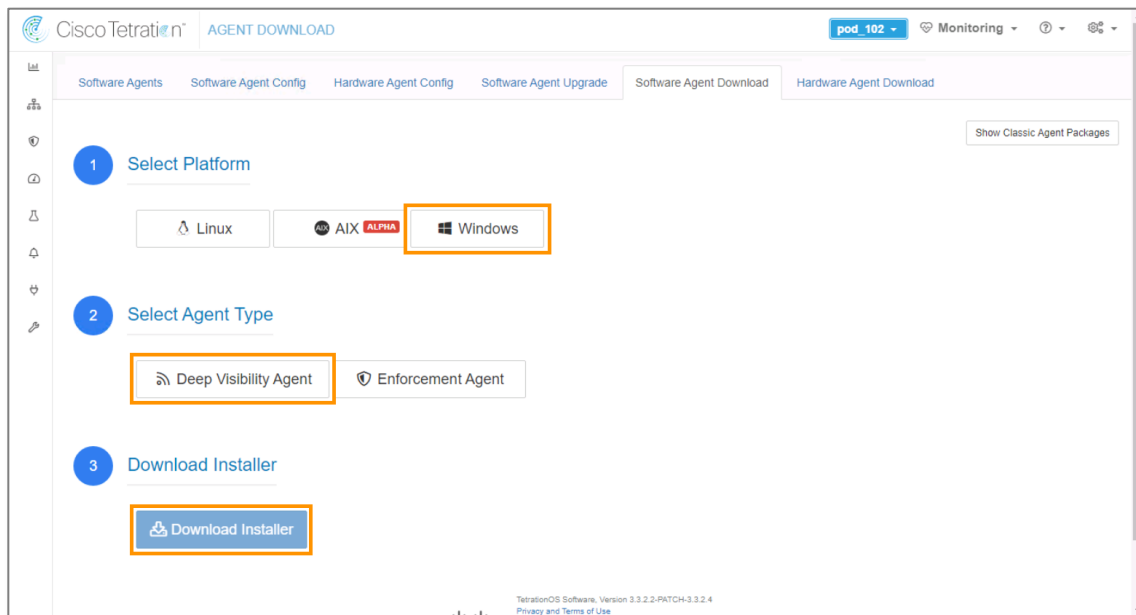 Cisco Tetration™ AGENT DOWNLOAD
pod_102 Monitoring
Software Agents Software Agent Config Hardware Agent Config Software Agent Upgrade Software Agent Download Hardware Agent Download
Show Classic Agent Packages
1 Select Platform
Linux AIX ALPHA Windows
2 Select Agent Type
Deep Visibility Agent Enforcement Agent
3 Download Installer
Download Installer
TetrationOS Software, Version 3.3.2.2-PATCH-3.3.2.4
Privacy and Terms of Use